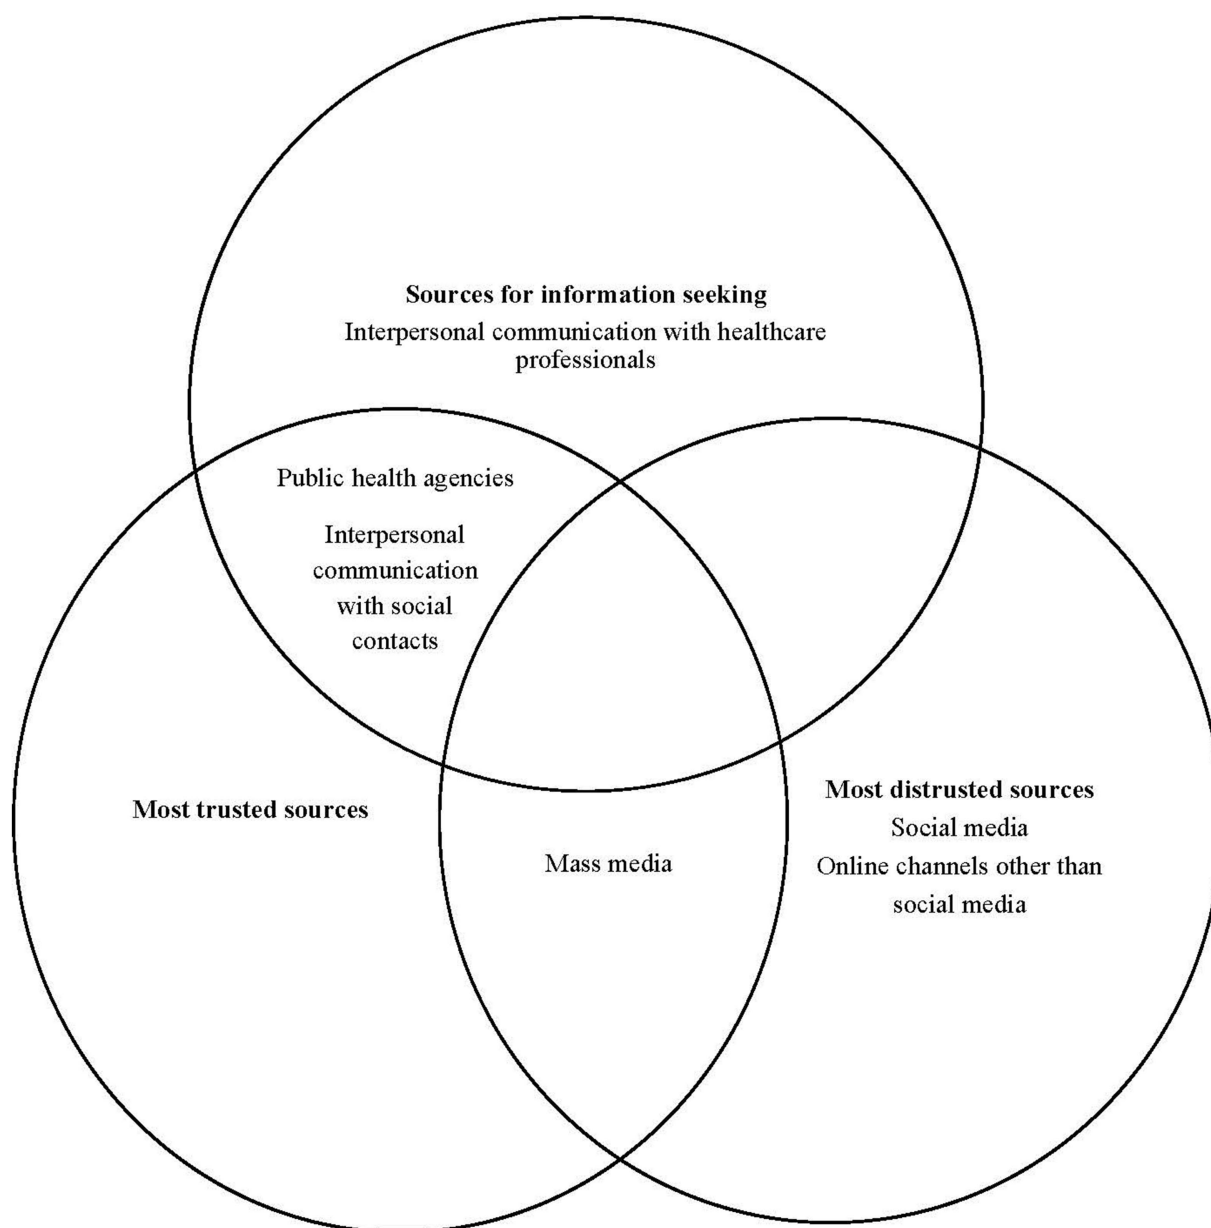 Sources for information seeking
Interpersonal communication with healthcare
professionals
Public health agencies
Interpersonal
communication
with social
contacts
Most trusted sources
Mass media
Most distrusted sources
Social media
Online channels other than
social media